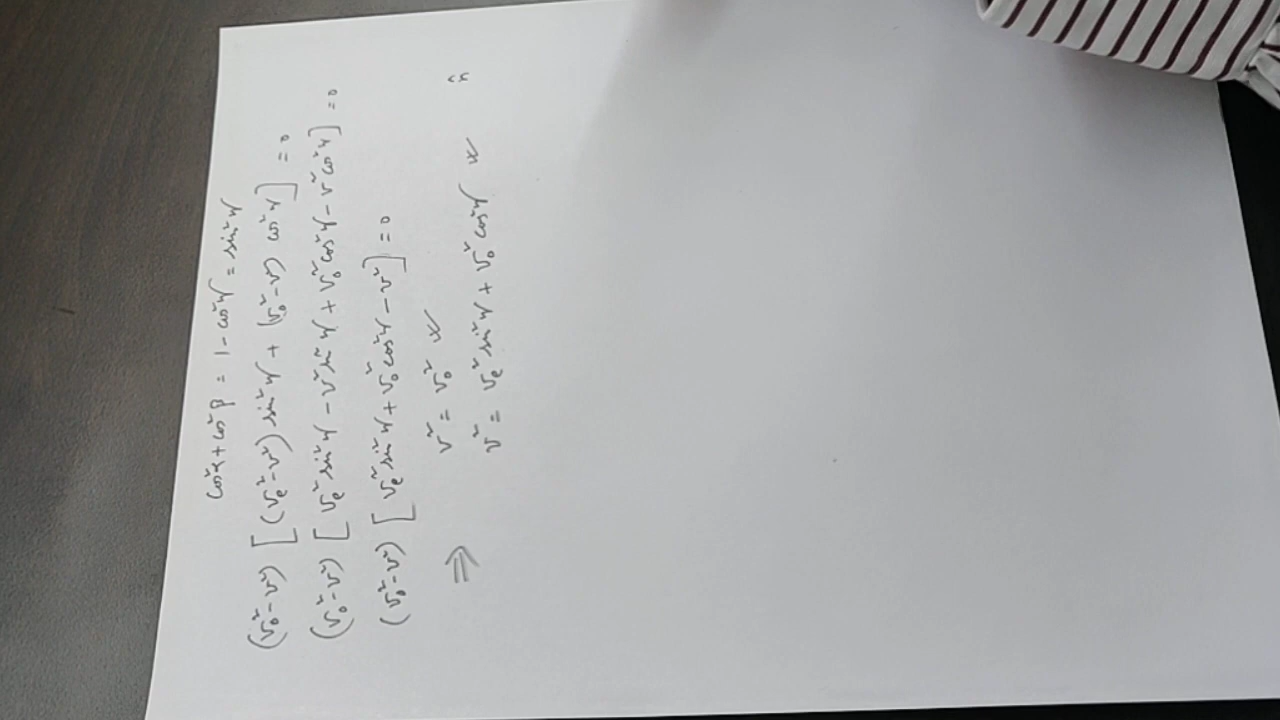 cos²α + cos²β = 1 - cos²γ = sin²γ
(v₀² - v²) [(vₑ² - v²) sin²γ + (v₀² - v²) cos²γ] = 0
(v₀² - v²) [vₑ² sin²γ - v² sin²γ + v₀² cos²γ - v² cos²γ] = 0
(v₀² - v²) [vₑ² sin²γ + v₀² cos²γ - v²] = 0
v² = v₀²
⇒ v² = vₑ² sin²γ + v₀² cos²γ